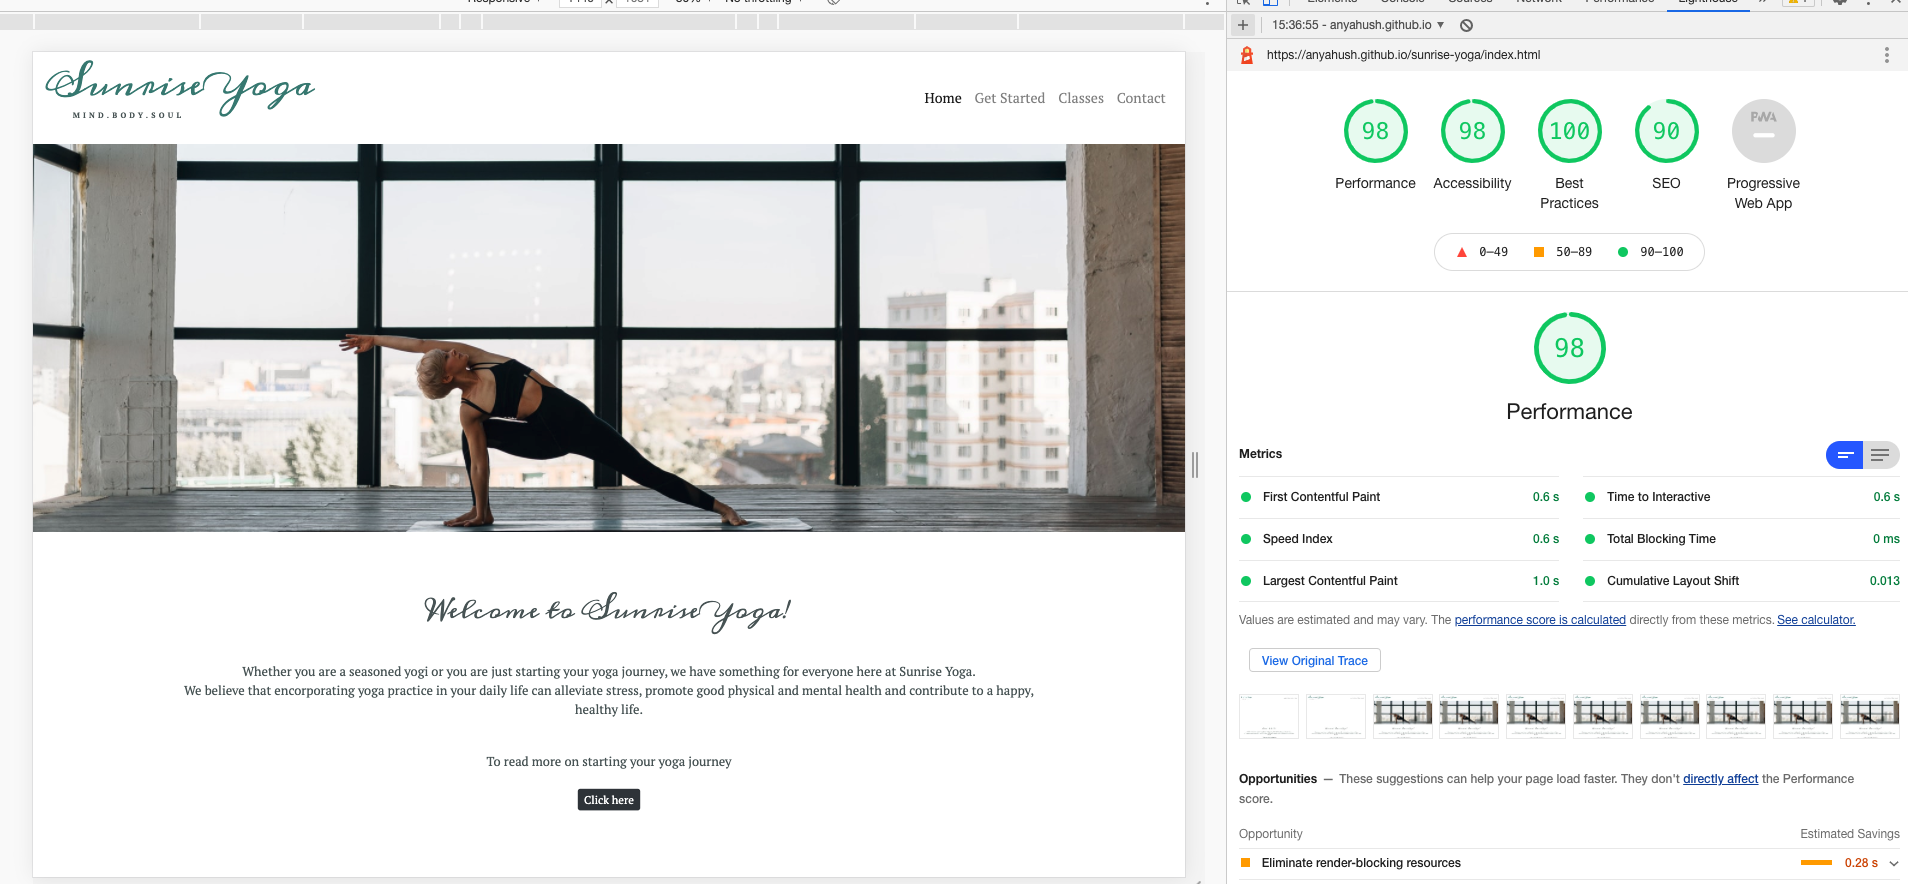 Responsive
No throttling
Elements Console Sources Network Performance Lighthouse »
15:36:55 - anyahush.github.io ▼
https://anyahush.github.io/sunrise-yoga/index.html
Sunrise Yoga
MIND.BODY.SOUL
Home Get Started Classes Contact
98 98 100 90 PWA
Performance Accessibility Best Practices SEO Progressive Web App
0–49 50–89 90–100
98
Performance
Metrics
First Contentful Paint 0.6 s Time to Interactive 0.6 s
Speed Index 0.6 s Total Blocking Time 0 ms
Largest Contentful Paint 1.0 s Cumulative Layout Shift 0.013
Values are estimated and may vary. The performance score is calculated directly from these metrics. See calculator.
View Original Trace
Opportunities — These suggestions can help your page load faster. They don't directly affect the Performance
score.
Opportunity Estimated Savings
Eliminate render-blocking resources 0.28 s
Welcome to Sunrise Yoga!
Whether you are a seasoned yogi or you are just starting your yoga journey, we have something for everyone here at Sunrise Yoga.
We believe that encorporating yoga practice in your daily life can alleviate stress, promote good physical and mental health and contribute to a happy,
healthy life.
To read more on starting your yoga journey
Click here